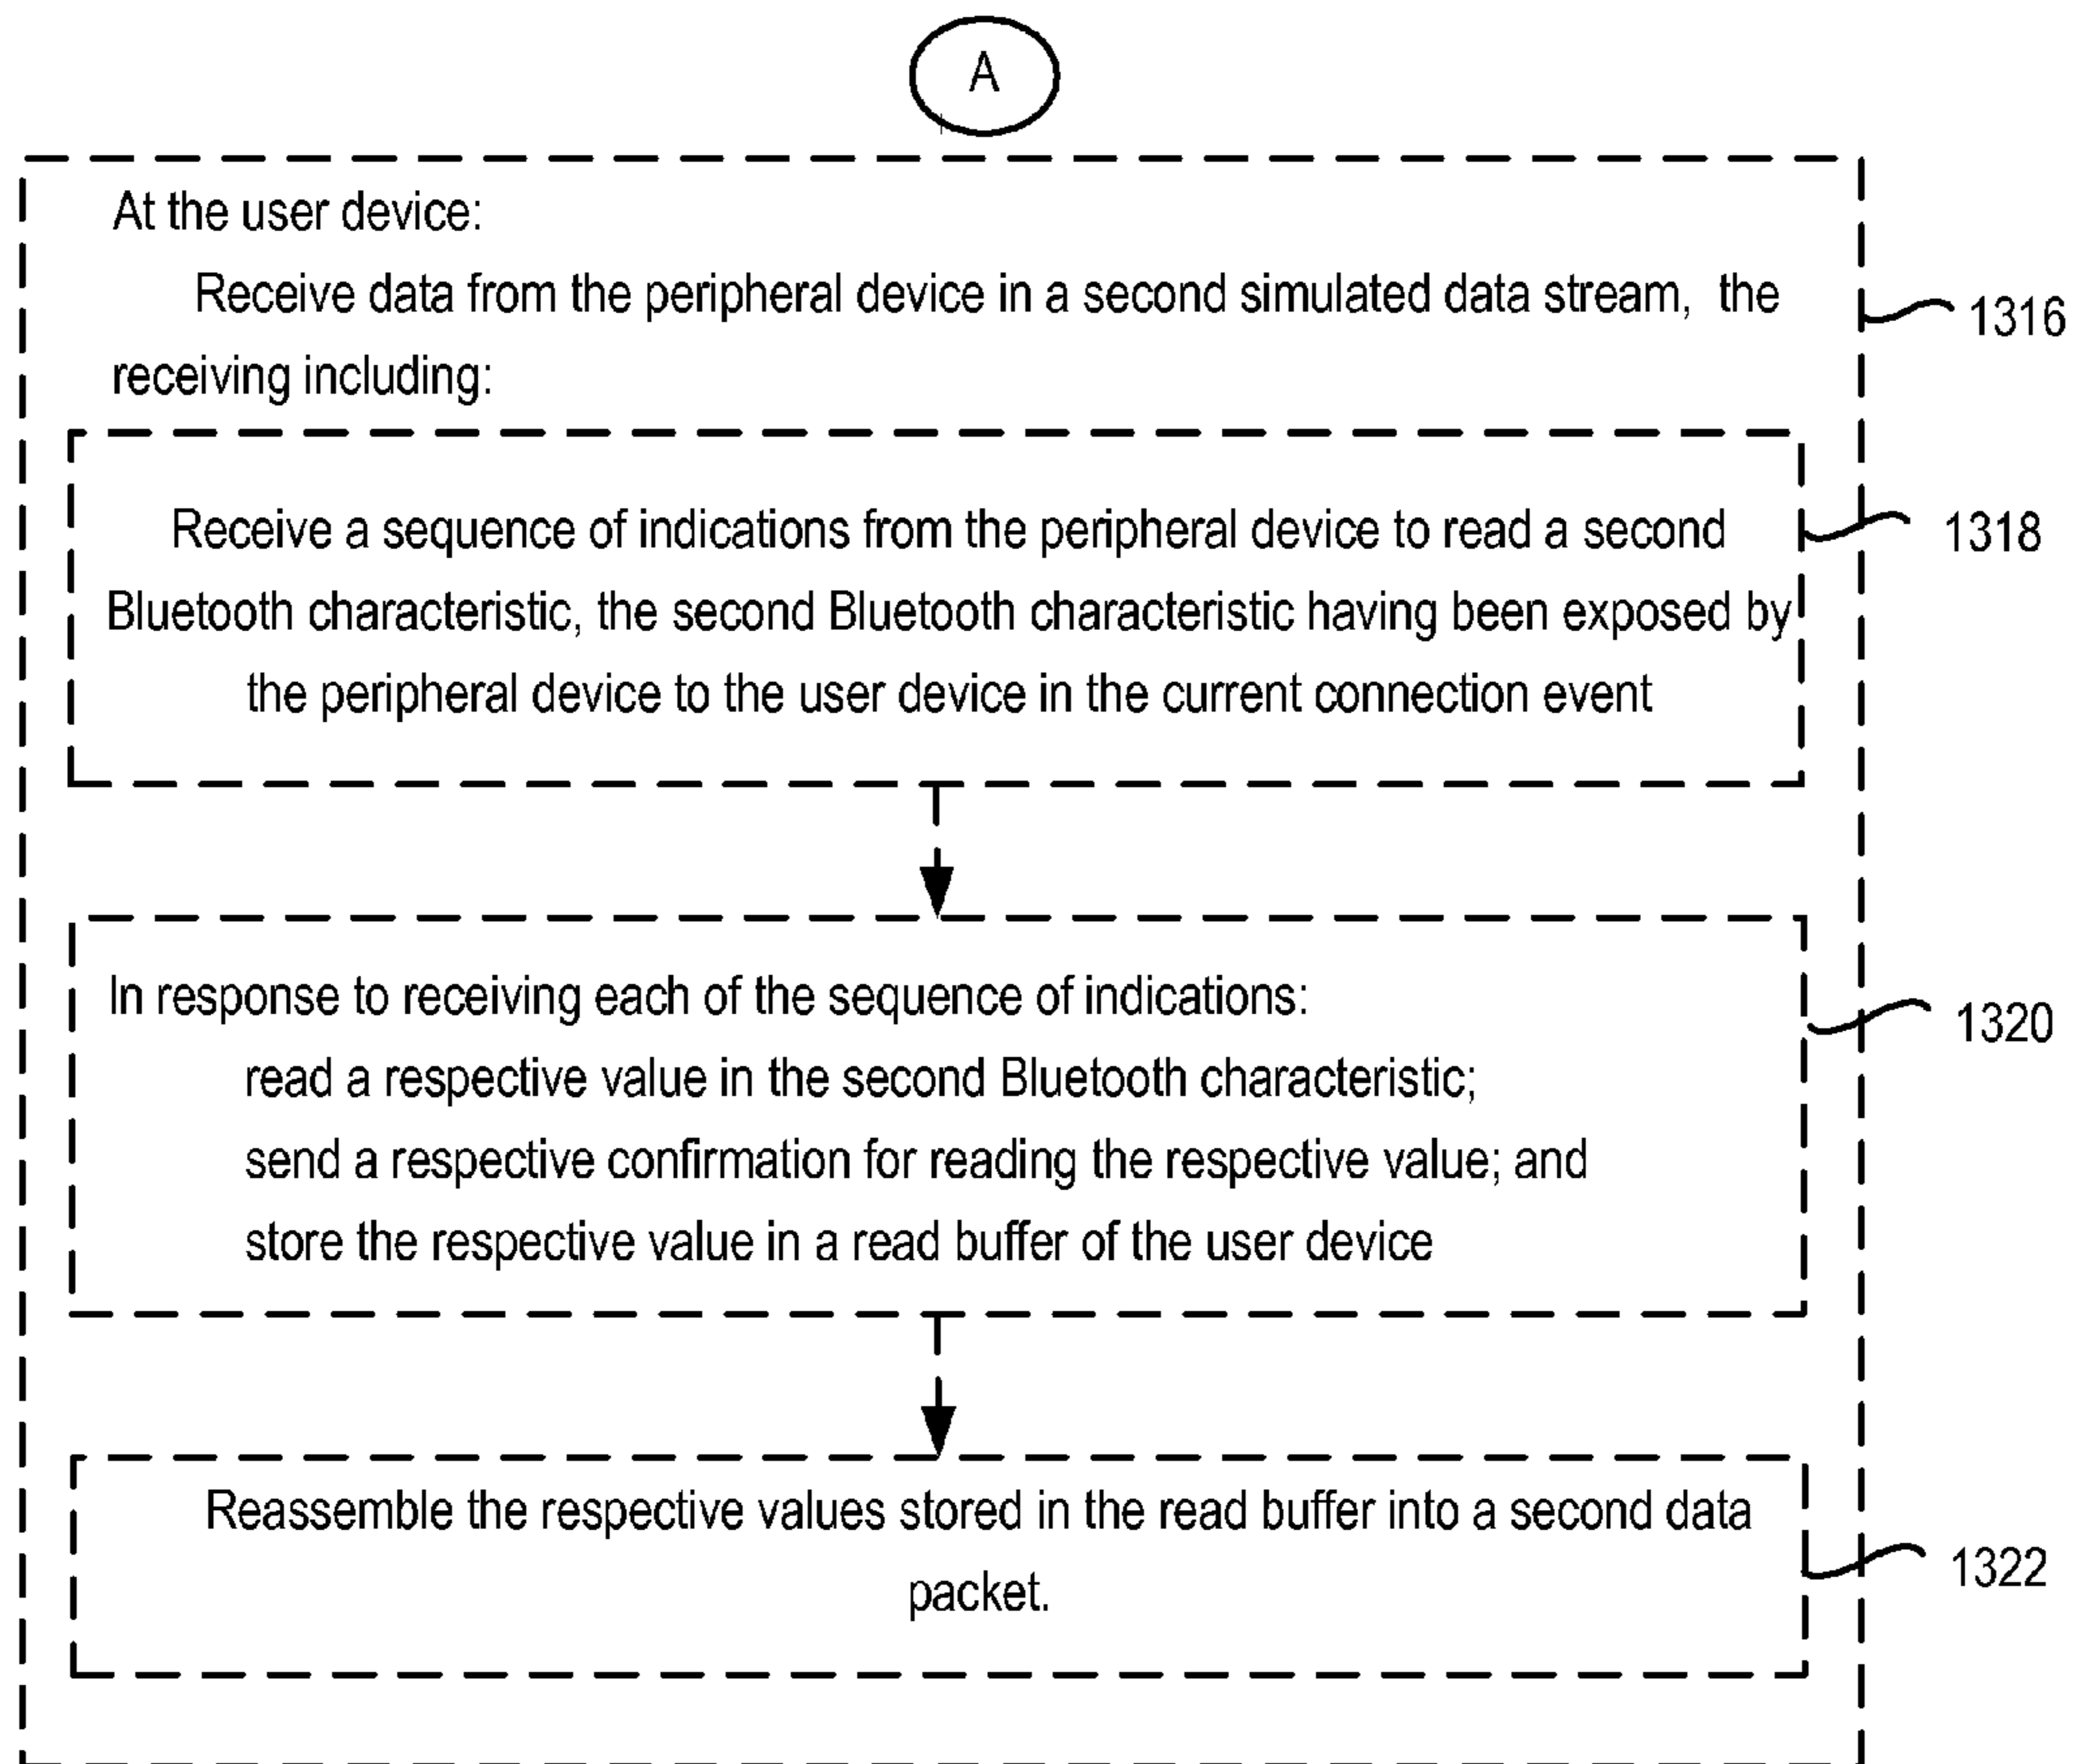 A
At the user device:
Receive data from the peripheral device in a second simulated data stream, the
receiving including:
1316
Receive a sequence of indications from the peripheral device to read a second
Bluetooth characteristic, the second Bluetooth characteristic having been exposed by
the peripheral device to the user device in the current connection event
1318
In response to receiving each of the sequence of indications:
read a respective value in the second Bluetooth characteristic;
send a respective confirmation for reading the respective value; and
store the respective value in a read buffer of the user device
1320
Reassemble the respective values stored in the read buffer into a second data
packet.
1322